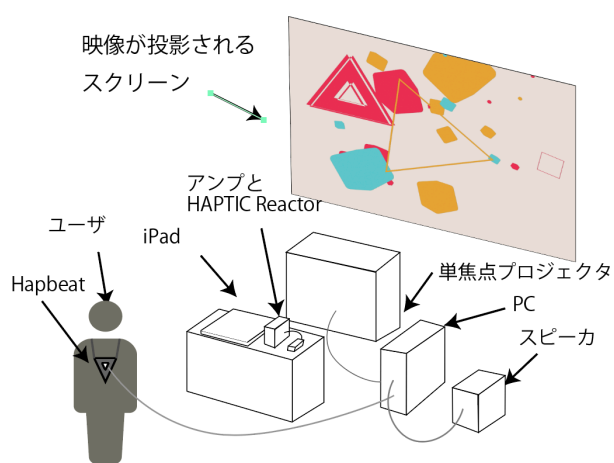 映像が投影される
スクリーン
アンプと
HAPTIC Reactor
ユーザ
iPad
単焦点プロジェクタ
Hapbeat
PC
スピーカ